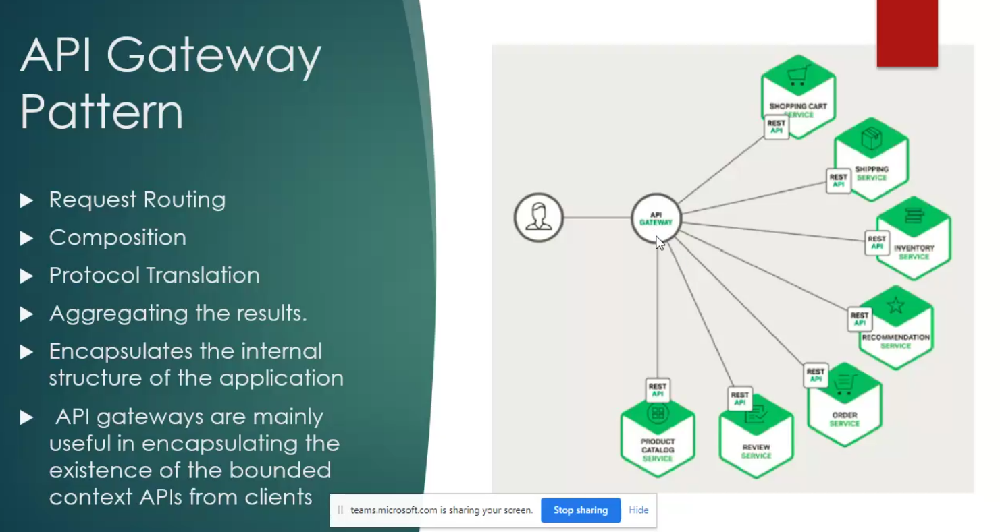 API Gateway
Pattern
Request Routing
Composition
Protocol Translation
Aggregating the results.
Encapsulates the internal
structure of the application
API gateways are mainly
useful in encapsulating the
existence of the bounded
context APIs from clients
SHOPPING CART
SERVICE
REST
API
SHIPPING
SERVICE
REST
API
API
GATEWAY
INVENTORY
SERVICE
REST
API
RECOMMENDATION
SERVICE
REST
API
ORDER
SERVICE
REST
API
REVIEW
SERVICE
REST
API
PRODUCT
CATALOG
SERVICE
REST
API
teams.microsoft.com is sharing your screen.
Stop sharing
Hide